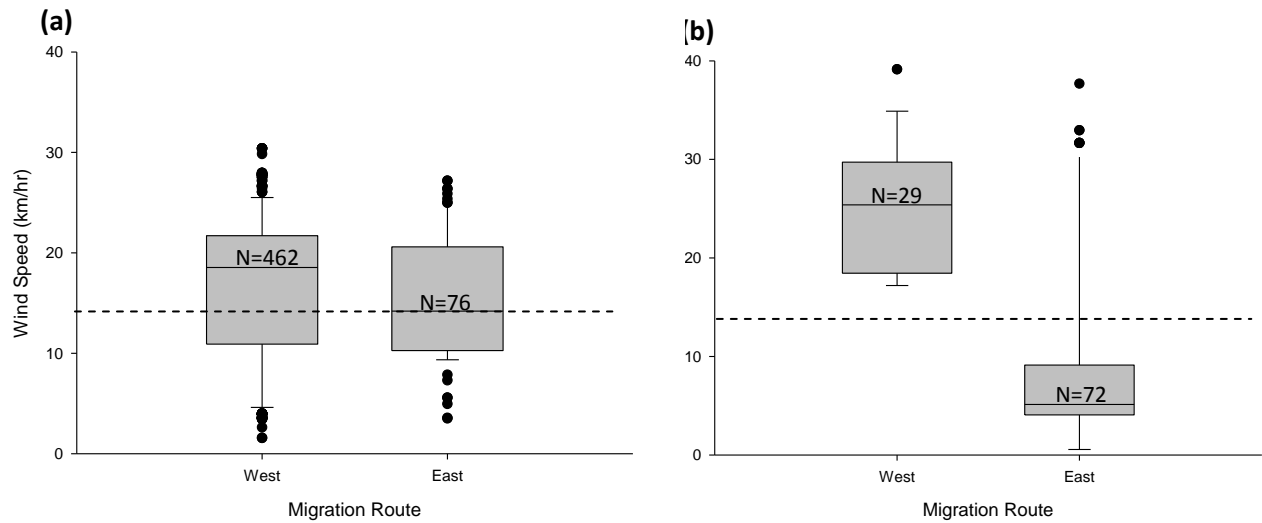 (a)
40
30
20
10
0
Wind Speed (km/hr)
N=462
N=76
West
East
Migration Route
(b)
40
30
20
10
0
N=29
N=72
West
East
Migration Route